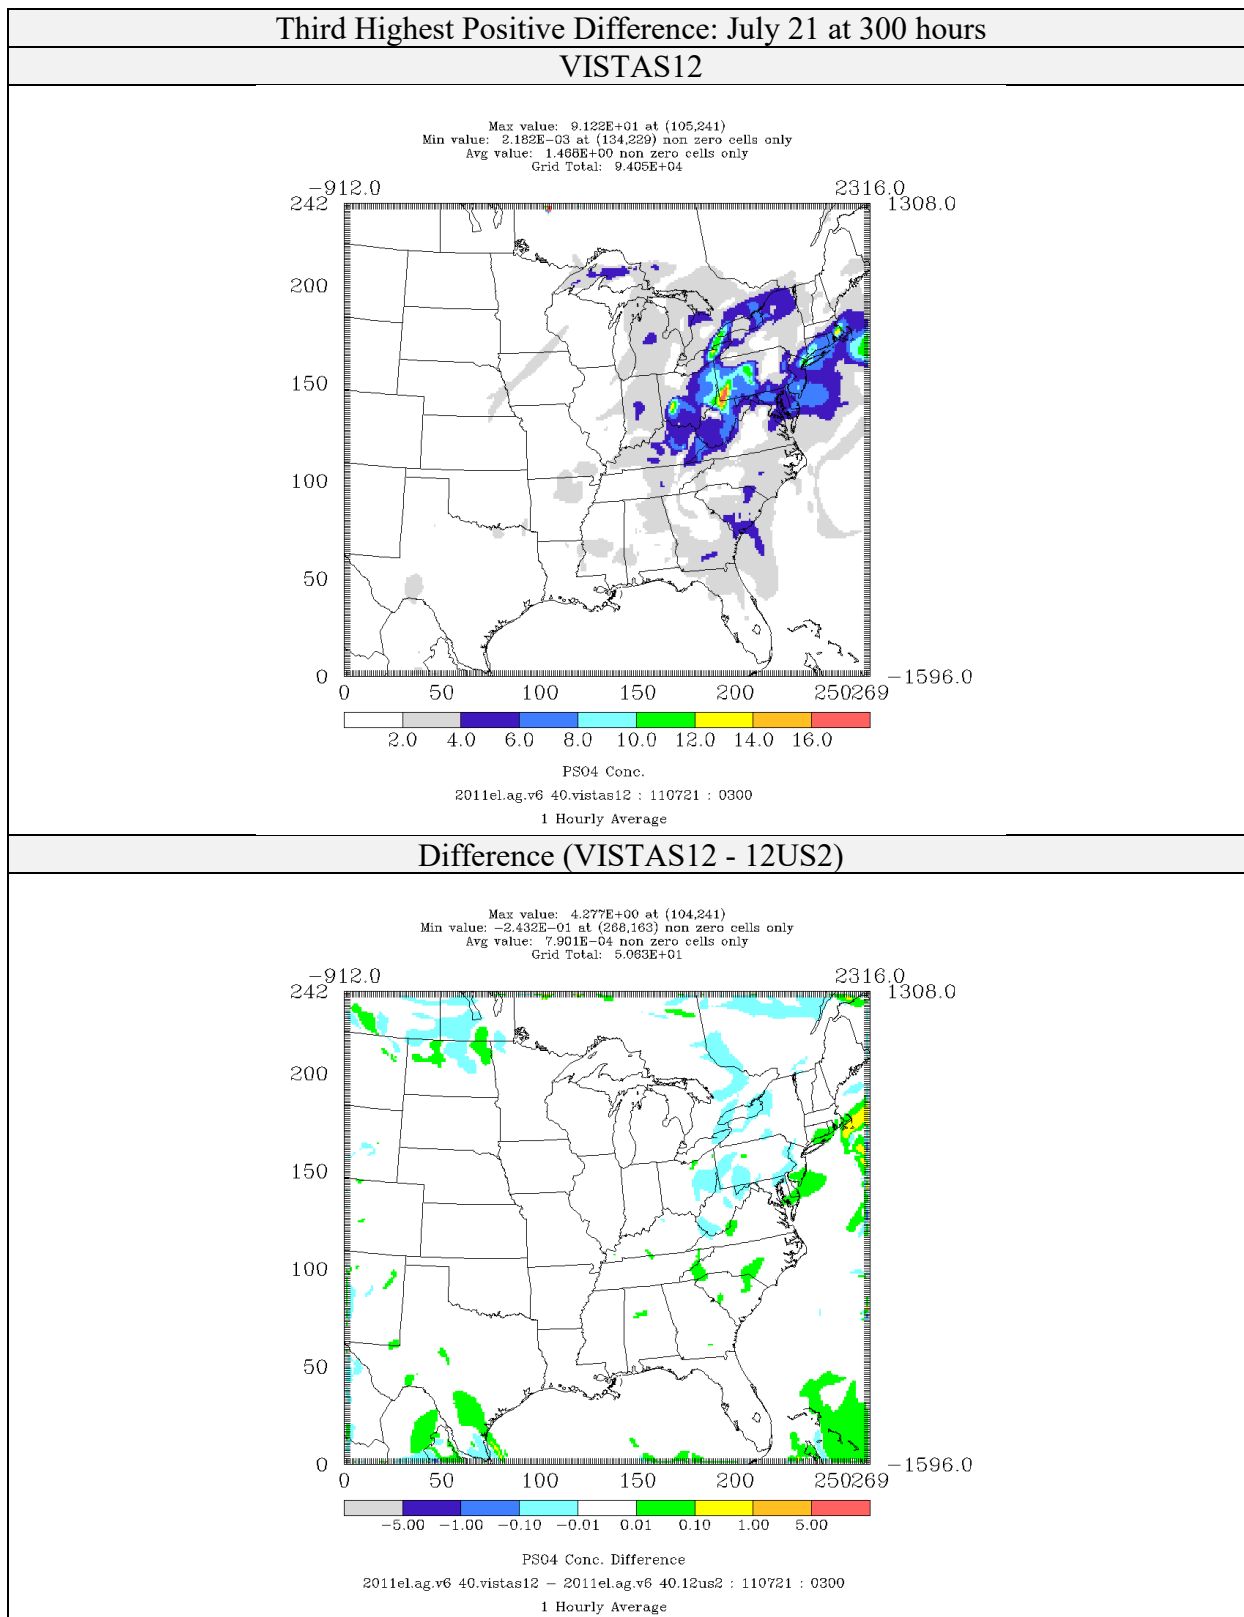 Third Highest Positive Difference: July 21 at 300 hours
VISTAS12
Max value: 9.122E+01 at (105,241)
Min value: 2.182E-03 at (134,229) non zero cells only
Avg value: 1.466E+00 non zero cells only
Grid Total: 9.405E+04
-912.0 2316.0
242 1308.0
200
150
100
50
0 -1596.0
0 50 100 150 200 250269
2.0 4.0 6.0 8.0 10.0 12.0 14.0 16.0
PSO4 Conc.
2011el.ag.v6 40.vistas12 : 110721 : 0300
1 Hourly Average
Difference (VISTAS12 - 12US2)
Max value: 4.277E+00 at (104,241)
Min value: -2.432E-01 at (268,163) non zero cells only
Avg value: 7.901E-04 non zero cells only
Grid Total: 5.063E+01
-912.0 2316.0
242 1308.0
200
150
100
50
0 -1596.0
0 50 100 150 200 250269
-5.00 -1.00 -0.10 -0.01 0.01 0.10 1.00 5.00
PSO4 Conc. Difference
2011el.ag.v6 40.vistas12 - 2011el.ag.v6 40.12us2 : 110721 : 0300
1 Hourly Average